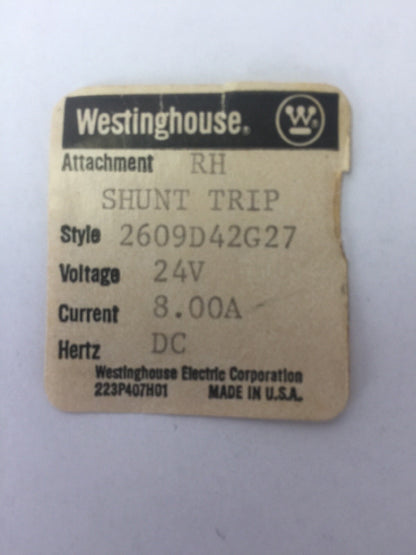 Westinghouse®
W®
Attachment RH
SHUNT TRIP
Style 2609D42G27
Voltage 24V
Current 8.00A
Hertz DC
Westinghouse Electric Corporation
223P407H01 MADE IN U.S.A.